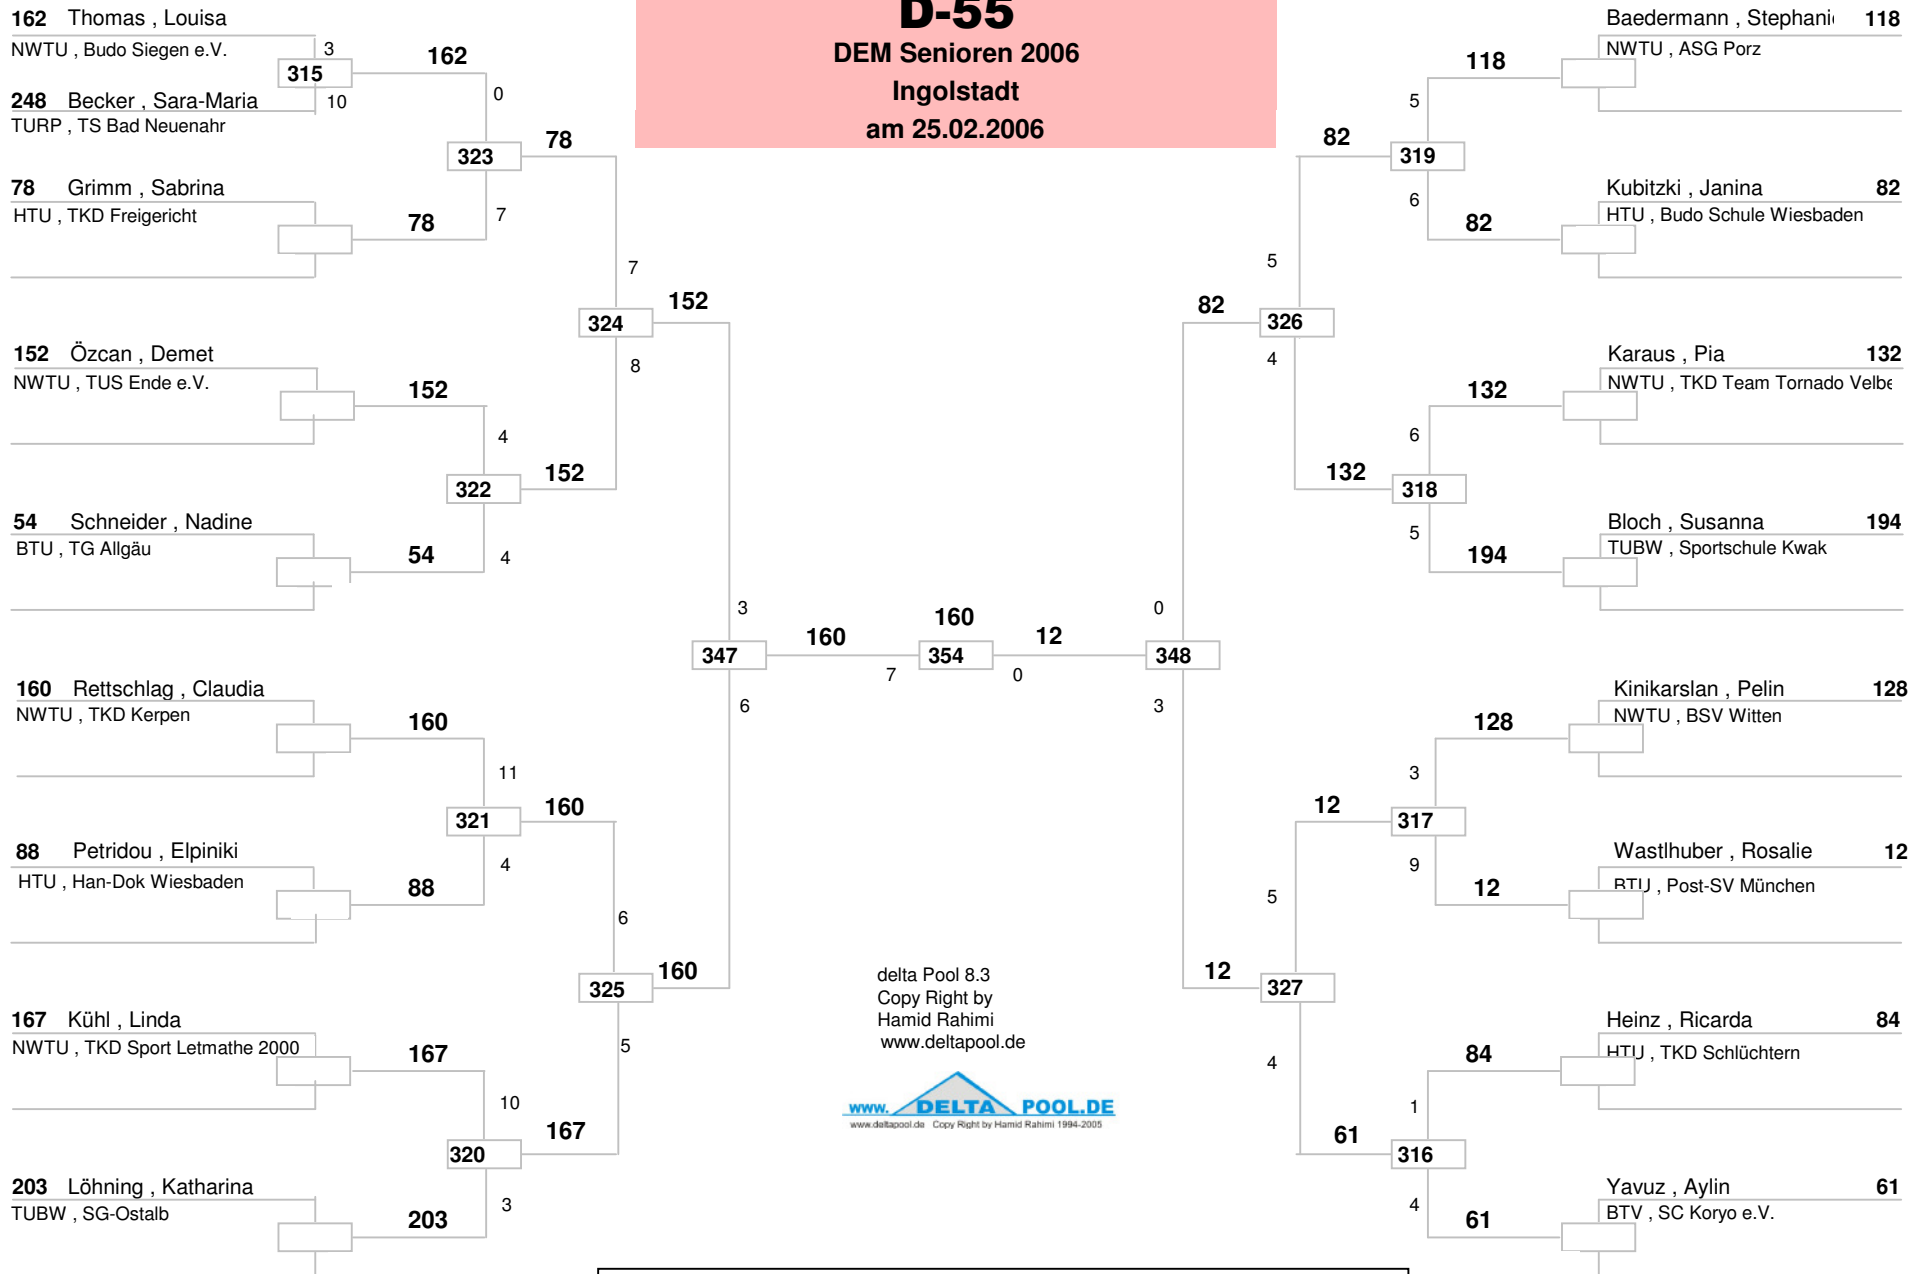 D-55
DEM Senioren 2006
Ingolstadt
am 25.02.2006
162 Thomas , Louisa
NWTU , Budo Siegen e.V.
3
315
162
248 Becker , Sara-Maria
10
TURP , TS Bad Neuenahr
0
323
78
78 Grimm , Sabrina
HTU , TKD Freigericht
78
7
7
324
152
152 Özcan , Demet
NWTU , TUS Ende e.V.
152
8
4
322
152
54 Schneider , Nadine
BTU , TG Allgäu
54
4
3
347
160
7
354
160
12
0
348
6
160 Rettschlag , Claudia
NWTU , TKD Kerpen
160
11
321
160
88 Petridou , Elpiniki
HTU , Han-Dok Wiesbaden
88
4
6
325
160
167 Kühl , Linda
NWTU , TKD Sport Letmathe 2000
167
5
10
320
167
203 Löhning , Katharina
TUBW , SG-Ostalb
203
3
Baedermann , Stephani 118
NWTU , ASG Porz
118
5
82
319
Kubitzki , Janina 82
HTU , Budo Schule Wiesbaden
6
82
5
82
326
4
Karaus , Pia 132
NWTU , TKD Team Tornado Velbe
132
6
132
318
Bloch , Susanna 194
TUBW , Sportschule Kwak
5
194
0
3
Kinikarslan , Pelin 128
NWTU , BSV Witten
128
3
12
317
Wastlhuber , Rosalie 12
BTU , Post-SV München
9
12
5
12
327
4
Heinz , Ricarda 84
HTU , TKD Schlüchtern
84
1
61
316
Yavuz , Aylin 61
BTV , SC Koryo e.V.
4
61
delta Pool 8.3
Copy Right by
Hamid Rahimi
www.deltapool.de
www. DELTA POOL.DE
www.deltapool.de Copy Right by Hamid Rahimi 1994-2005